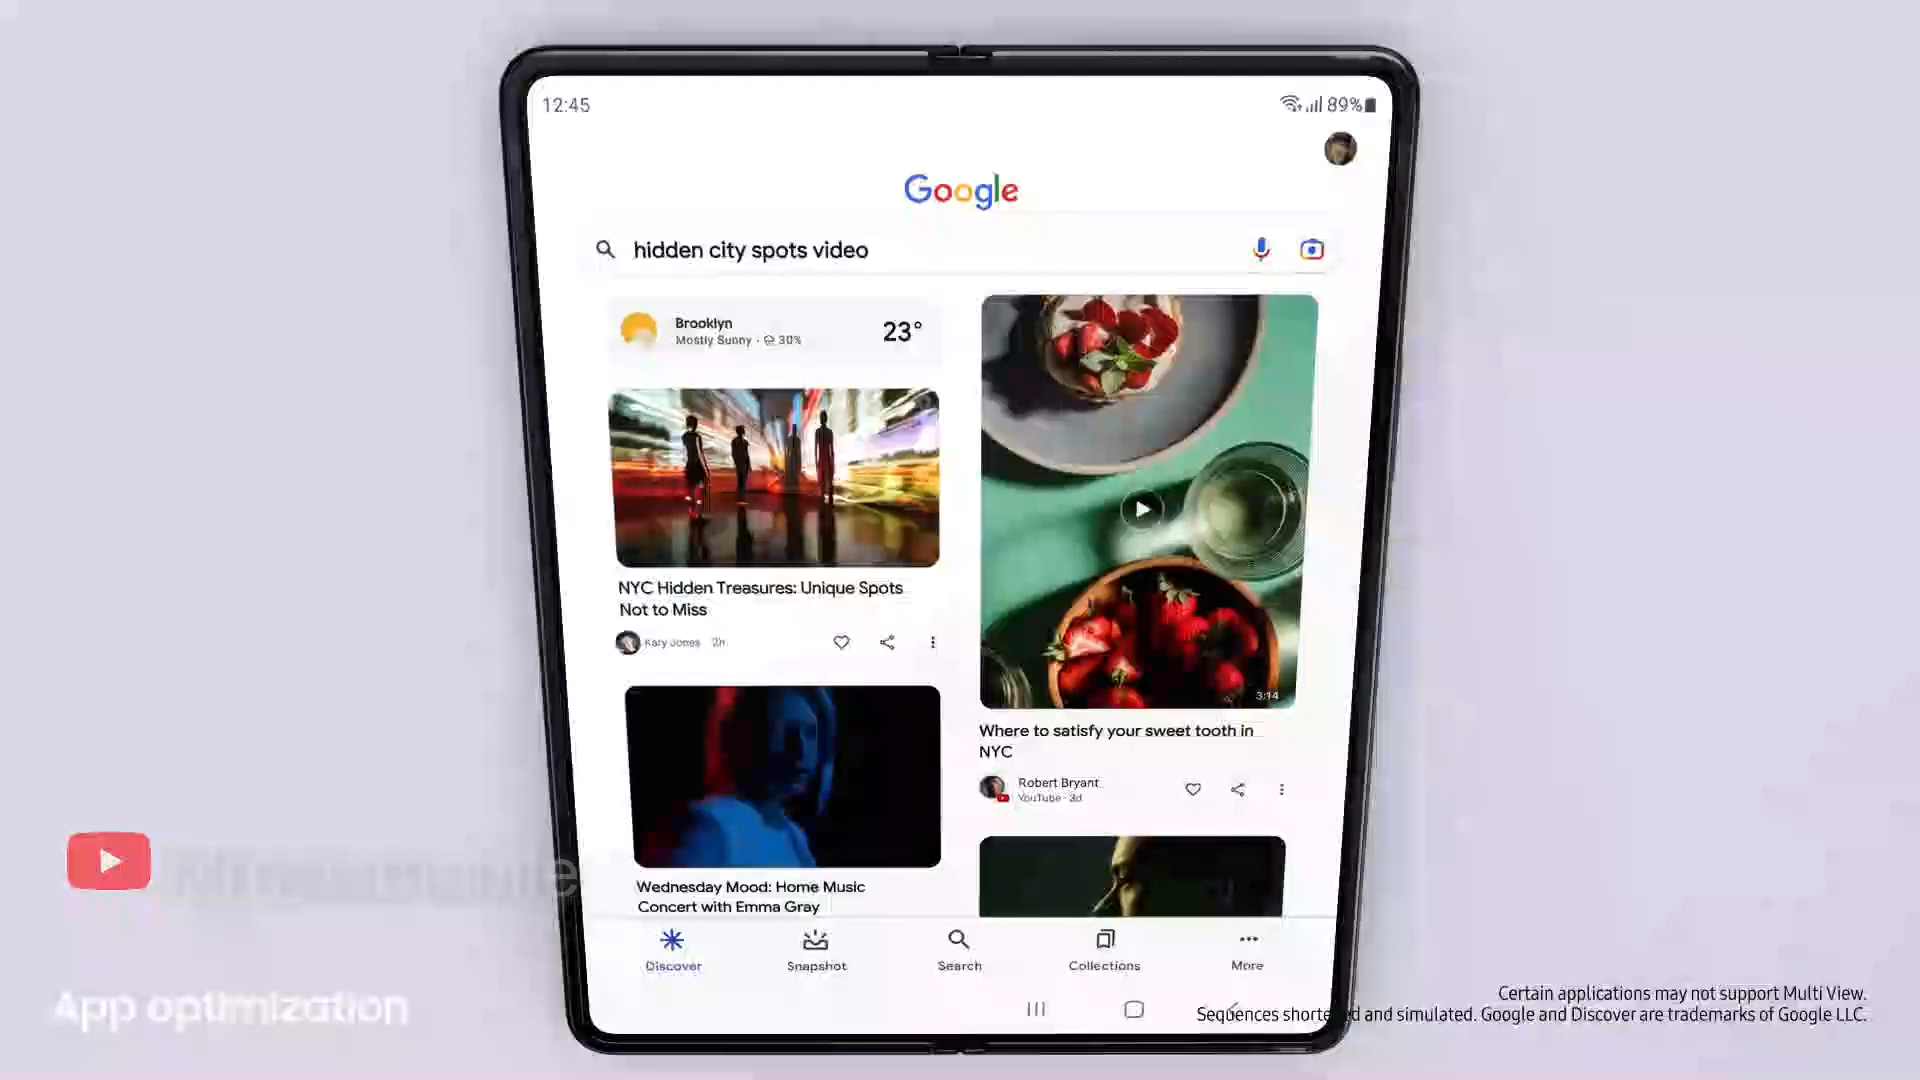 12:45
89%
Google
hidden city spots video
Brooklyn
Mostly Sunny · 30%
23°
NYC Hidden Treasures: Unique Spots
Not to Miss
Katy Jones 2h
Wednesday Mood: Home Music
Concert with Emma Gray
3:14
Where to satisfy your sweet tooth in
NYC
Robert Bryant
YouTube · 3d
Discover
Snapshot
Search
Collections
More
App optimization
Certain applications may not support Multi View.
Sequences shortened and simulated. Google and Discover are trademarks of Google LLC.